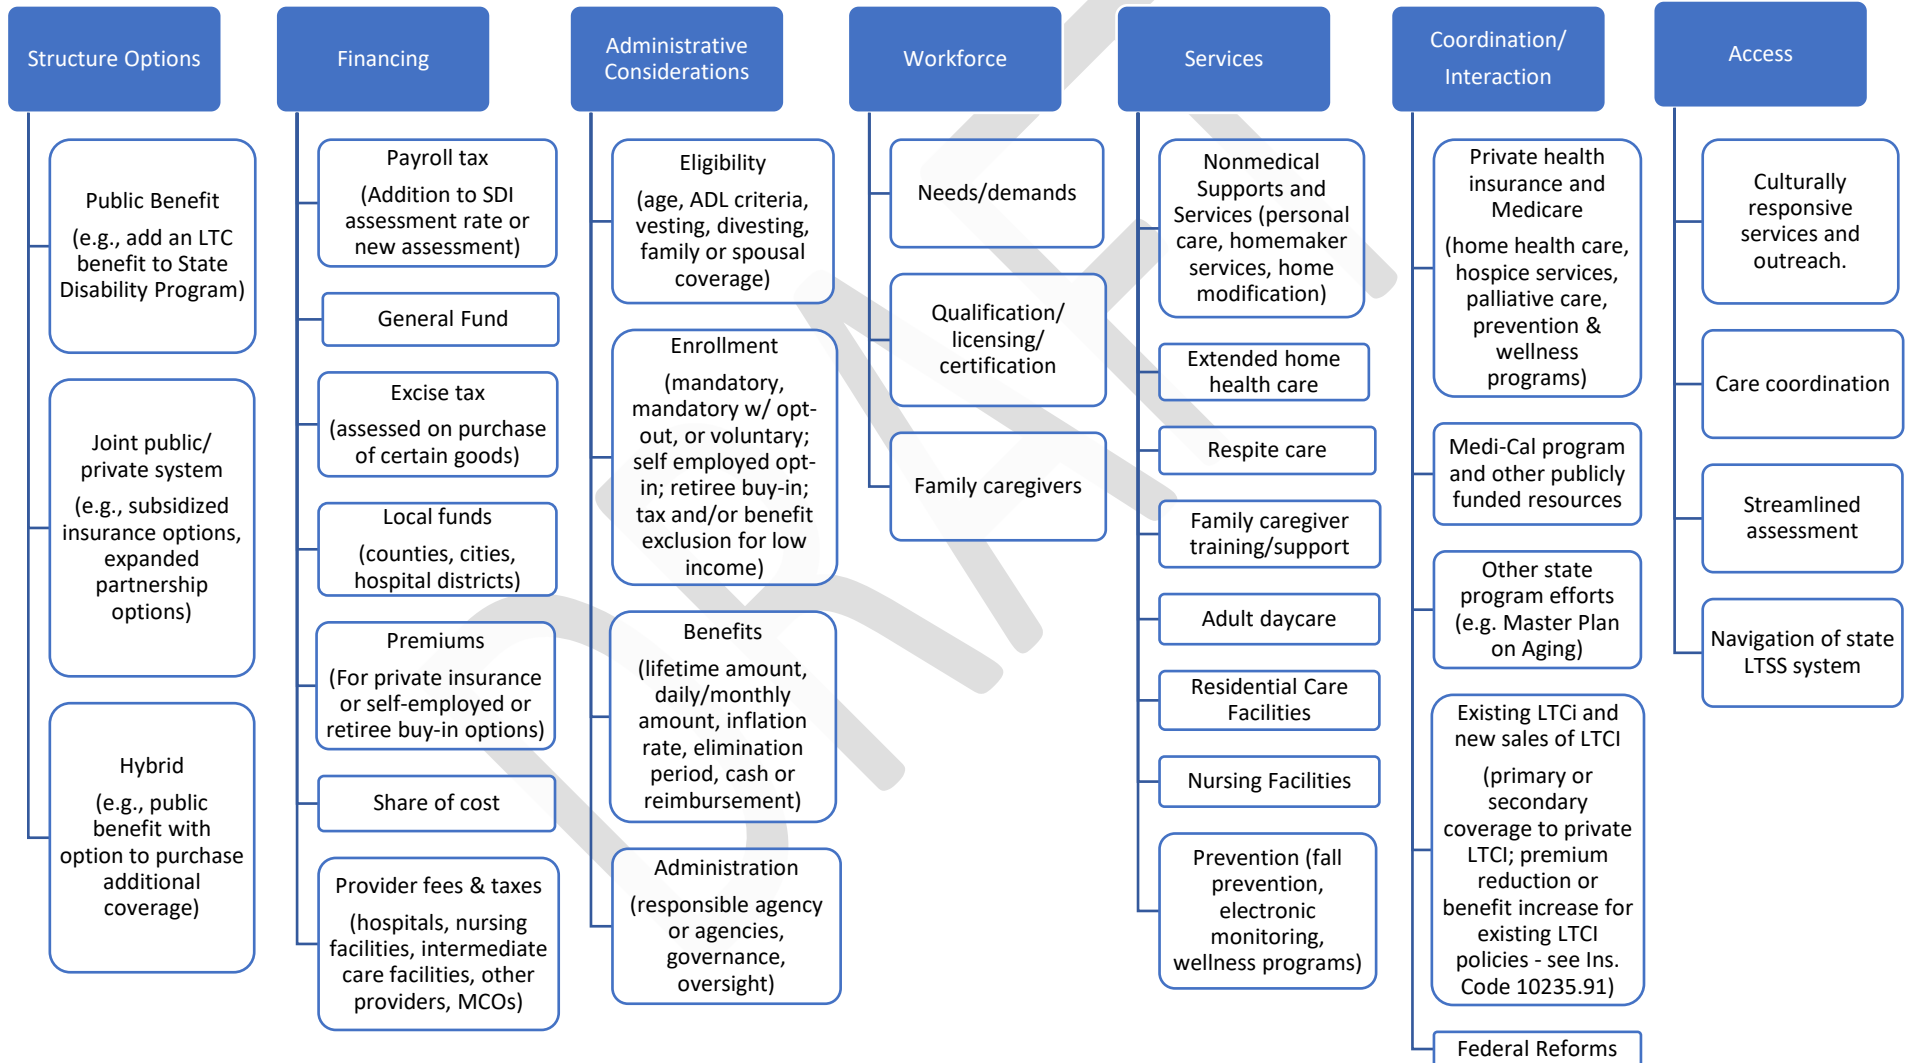 Structure Options
Public Benefit
(e.g., add an LTC
benefit to State
Disability Program)
Joint public/
private system
(e.g., subsidized
insurance options,
expanded
partnership
options)
Hybrid
(e.g., public
benefit with
option to purchase
additional
coverage)
Financing
Payroll tax
(Addition to SDI
assessment rate or
new assessment)
General Fund
Excise tax
(assessed on purchase
of certain goods)
Local funds
(counties, cities,
hospital districts)
Premiums
(For private insurance
or self-employed or
retiree buy-in options)
Share of cost
Provider fees & taxes
(hospitals, nursing
facilities, intermediate
care facilities, other
providers, MCOs)
Administrative
Considerations
Eligibility
(age, ADL criteria,
vesting, divesting,
family or spousal
coverage)
Enrollment
(mandatory,
mandatory w/ opt-
out, or voluntary;
self employed opt-
in; retiree buy-in;
tax and/or benefit
exclusion for low
income)
Benefits
(lifetime amount,
daily/monthly
amount, inflation
rate, elimination
period, cash or
reimbursement)
Administration
(responsible agency
or agencies,
governance,
oversight)
Workforce
Needs/demands
Qualification/
licensing/
certification
Family caregivers
Services
Nonmedical
Supports and
Services (personal
care, homemaker
services, home
modification)
Extended home
health care
Respite care
Family caregiver
training/support
Adult daycare
Residential Care
Facilities
Nursing Facilities
Prevention (fall
prevention,
electronic
monitoring,
wellness programs)
Coordination/
Interaction
Private health
insurance and
Medicare
(home health care,
hospice services,
palliative care,
prevention &
wellness
programs)
Medi-Cal program
and other publicly
funded resources
Other state
program efforts
(e.g. Master Plan
on Aging)
Existing LTCi and
new sales of LTCI
(primary or
secondary
coverage to private
LTCI; premium
reduction or
benefit increase for
existing LTCI
policies - see Ins.
Code 10235.91)
Federal Reforms
Access
Culturally
responsive
services and
outreach.
Care coordination
Streamlined
assessment
Navigation of state
LTSS system
DRAFT